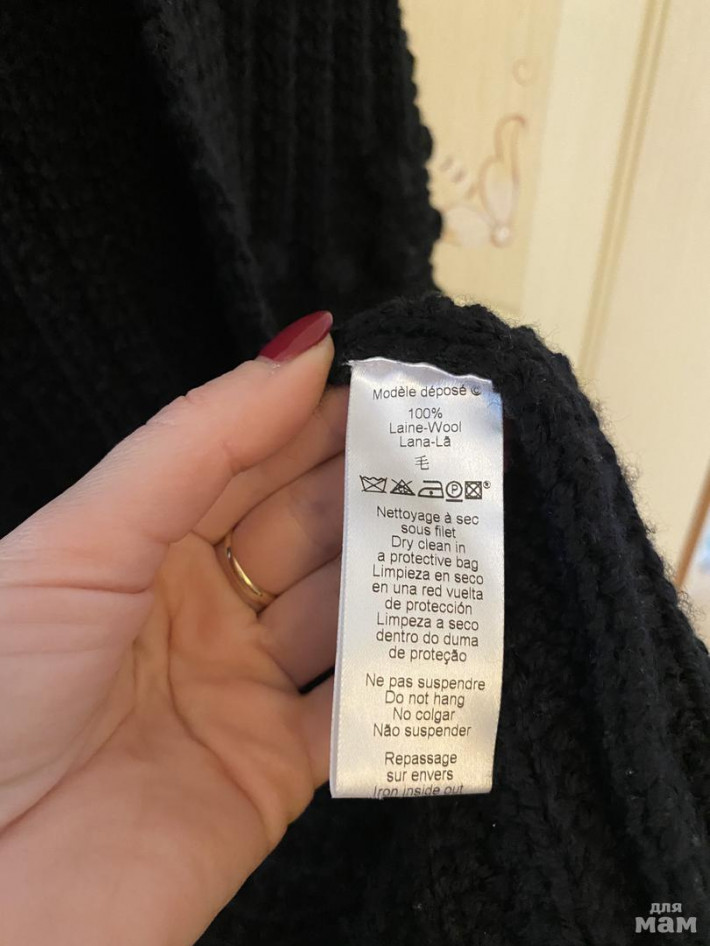 Modèle déposé ©
100%
Laine-Wool
Lana-Lã
毛
P
Nettoyage à sec
sous filet
Dry clean in
a protective bag
Limpieza en seco
en una red vuelta
de protección
Limpeza a seco
dentro do duma
de proteção
Ne pas suspendre
Do not hang
No colgar
Não suspender
Repassage
sur envers
Iron inside out
для
мам